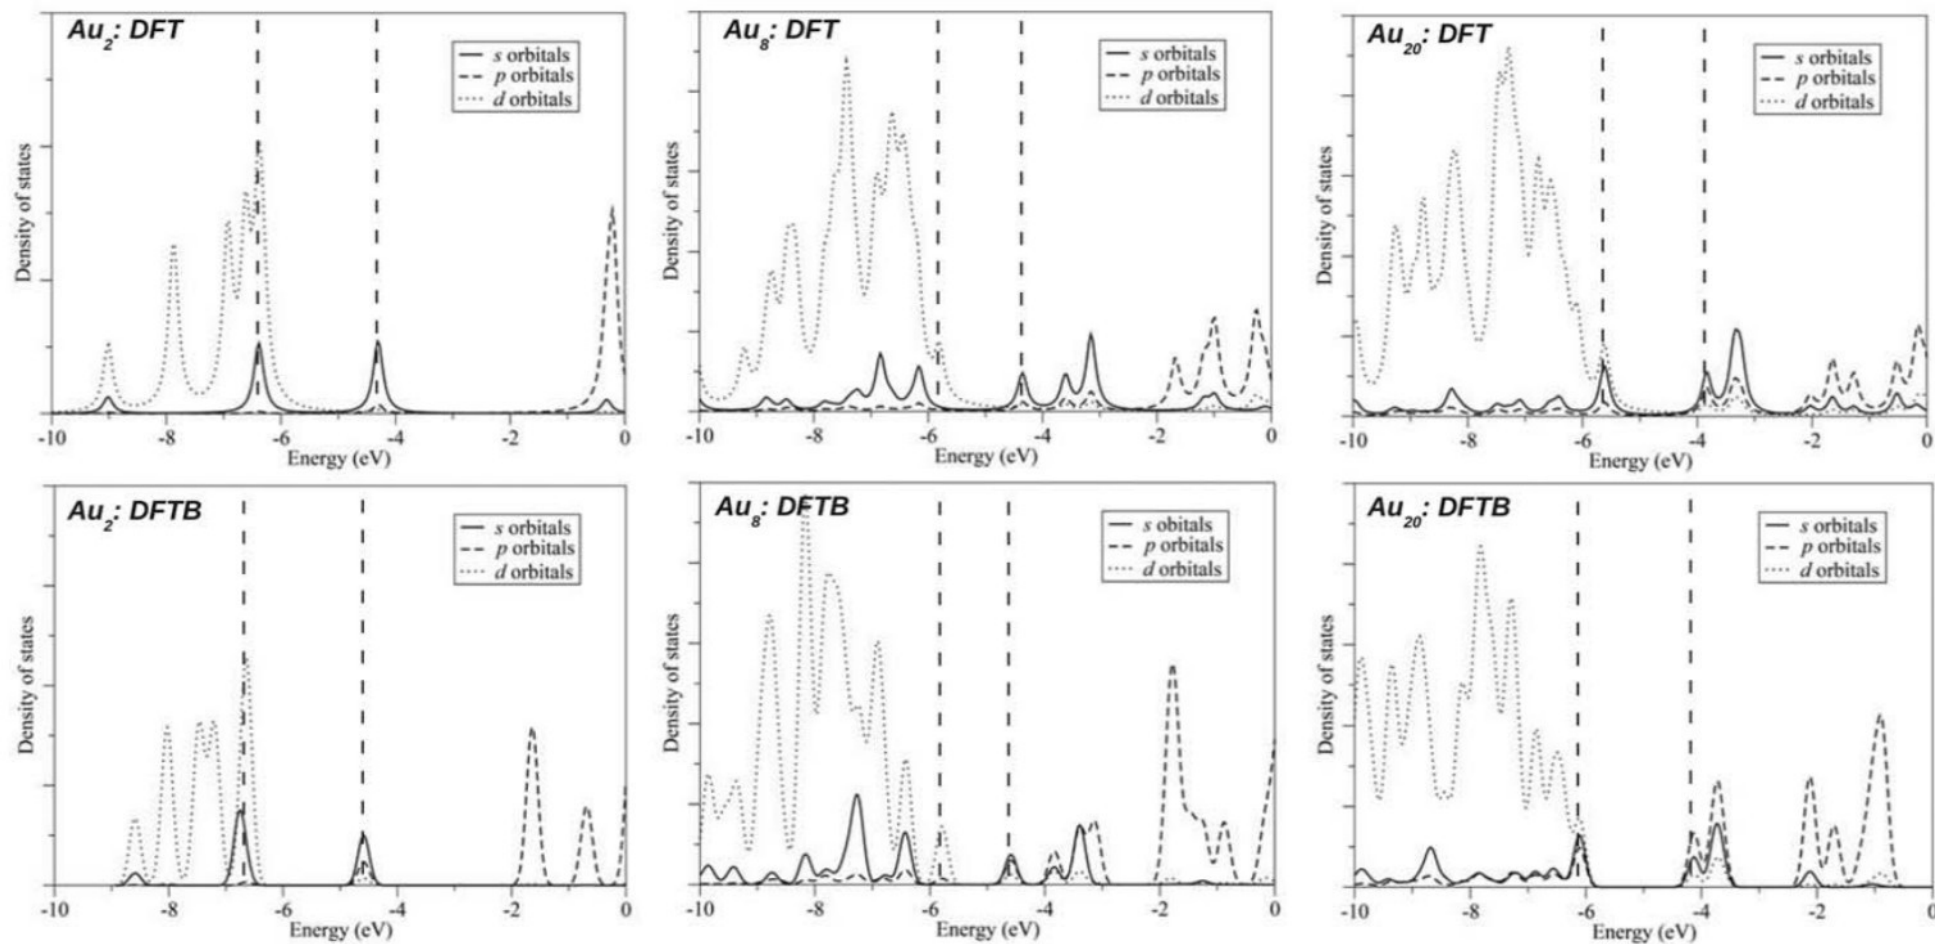 Au2: DFT
s orbitals
p orbitals
d orbitals
Density of states
-10 -8 -6 -4 -2 0
Energy (eV)
Au8: DFT
s orbitals
p orbitals
d orbitals
Density of states
-10 -8 -6 -4 -2 0
Energy (eV)
Au20: DFT
s orbitals
p orbitals
d orbitals
Density of states
-10 -8 -6 -4 -2 0
Energy (eV)
Au2: DFTB
s orbitals
p orbitals
d orbitals
Density of states
-10 -8 -6 -4 -2 0
Energy (eV)
Au8: DFTB
s obitals
p orbitals
d orbitals
Density of states
-10 -8 -6 -4 -2 0
Energy (eV)
Au20: DFTB
s orbitals
p orbitals
d orbitals
Density of states
-10 -8 -6 -4 -2 0
Energy (eV)